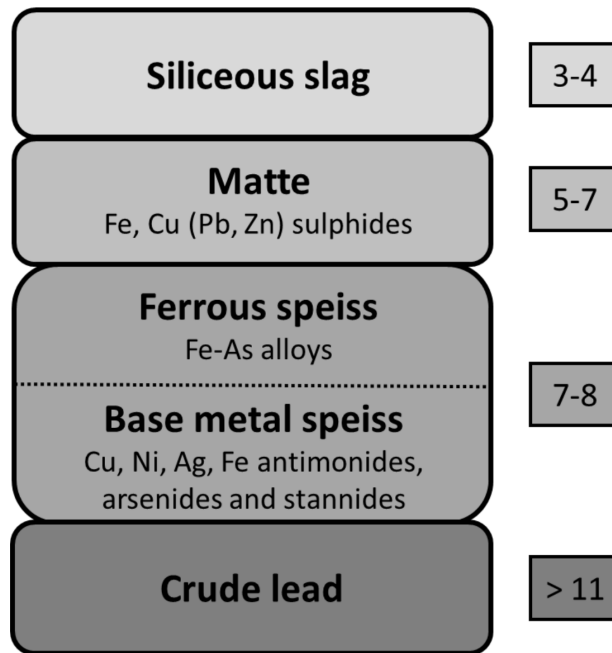 Siliceous slag
3-4
Matte
Fe, Cu (Pb, Zn) sulphides
5-7
Ferrous speiss
Fe-As alloys
7-8
Base metal speiss
Cu, Ni, Ag, Fe antimonides,
arsenides and stannides
Crude lead
> 11